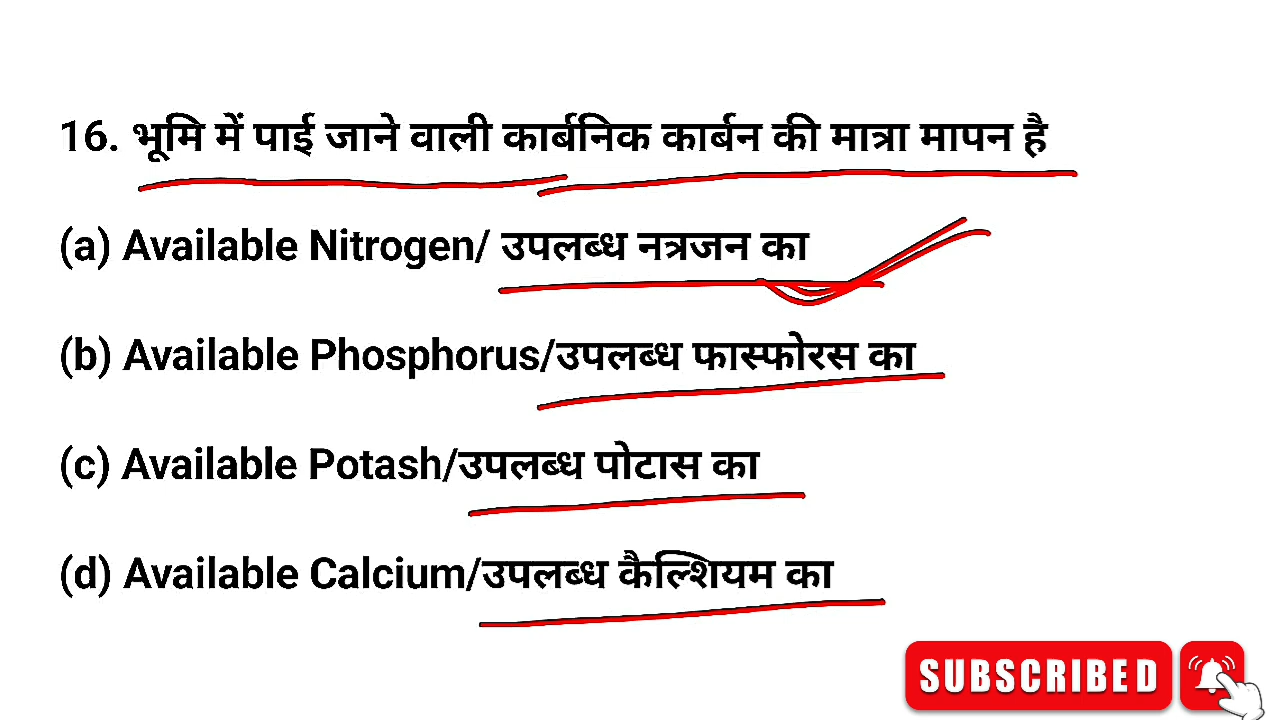 16. भूमि में पाई जाने वाली कार्बनिक कार्बन की मात्रा मापन है
(a) Available Nitrogen/ उपलब्ध नत्रजन का
(b) Available Phosphorus/उपलब्ध फास्फोरस का
(c) Available Potash/उपलब्ध पोटास का
(d) Available Calcium/उपलब्ध कैल्शियम का
SUBSCRIBED